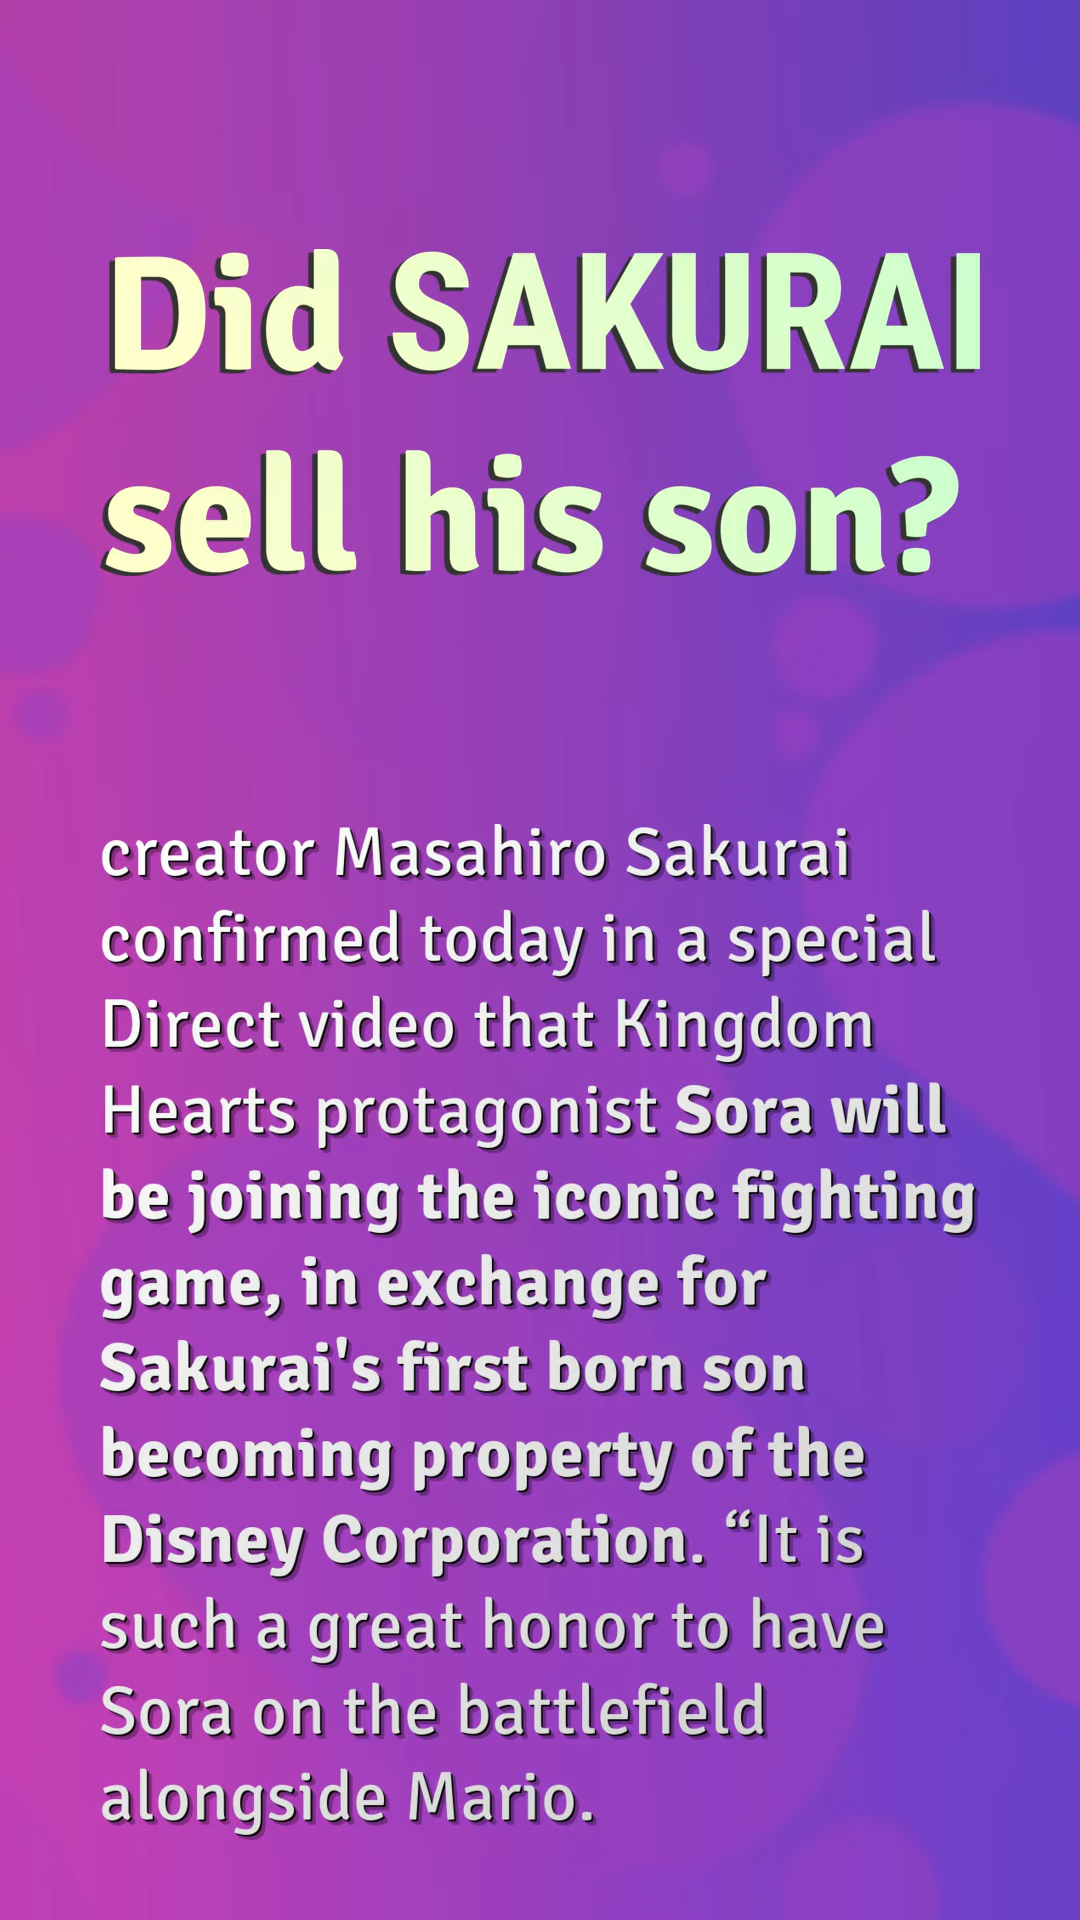 Did SAKURAI
sell his son?
creator Masahiro Sakurai
confirmed today in a special
Direct video that Kingdom
Hearts protagonist Sora will
be joining the iconic fighting
game, in exchange for
Sakurai's first born son
becoming property of the
Disney Corporation. “It is
such a great honor to have
Sora on the battlefield
alongside Mario.